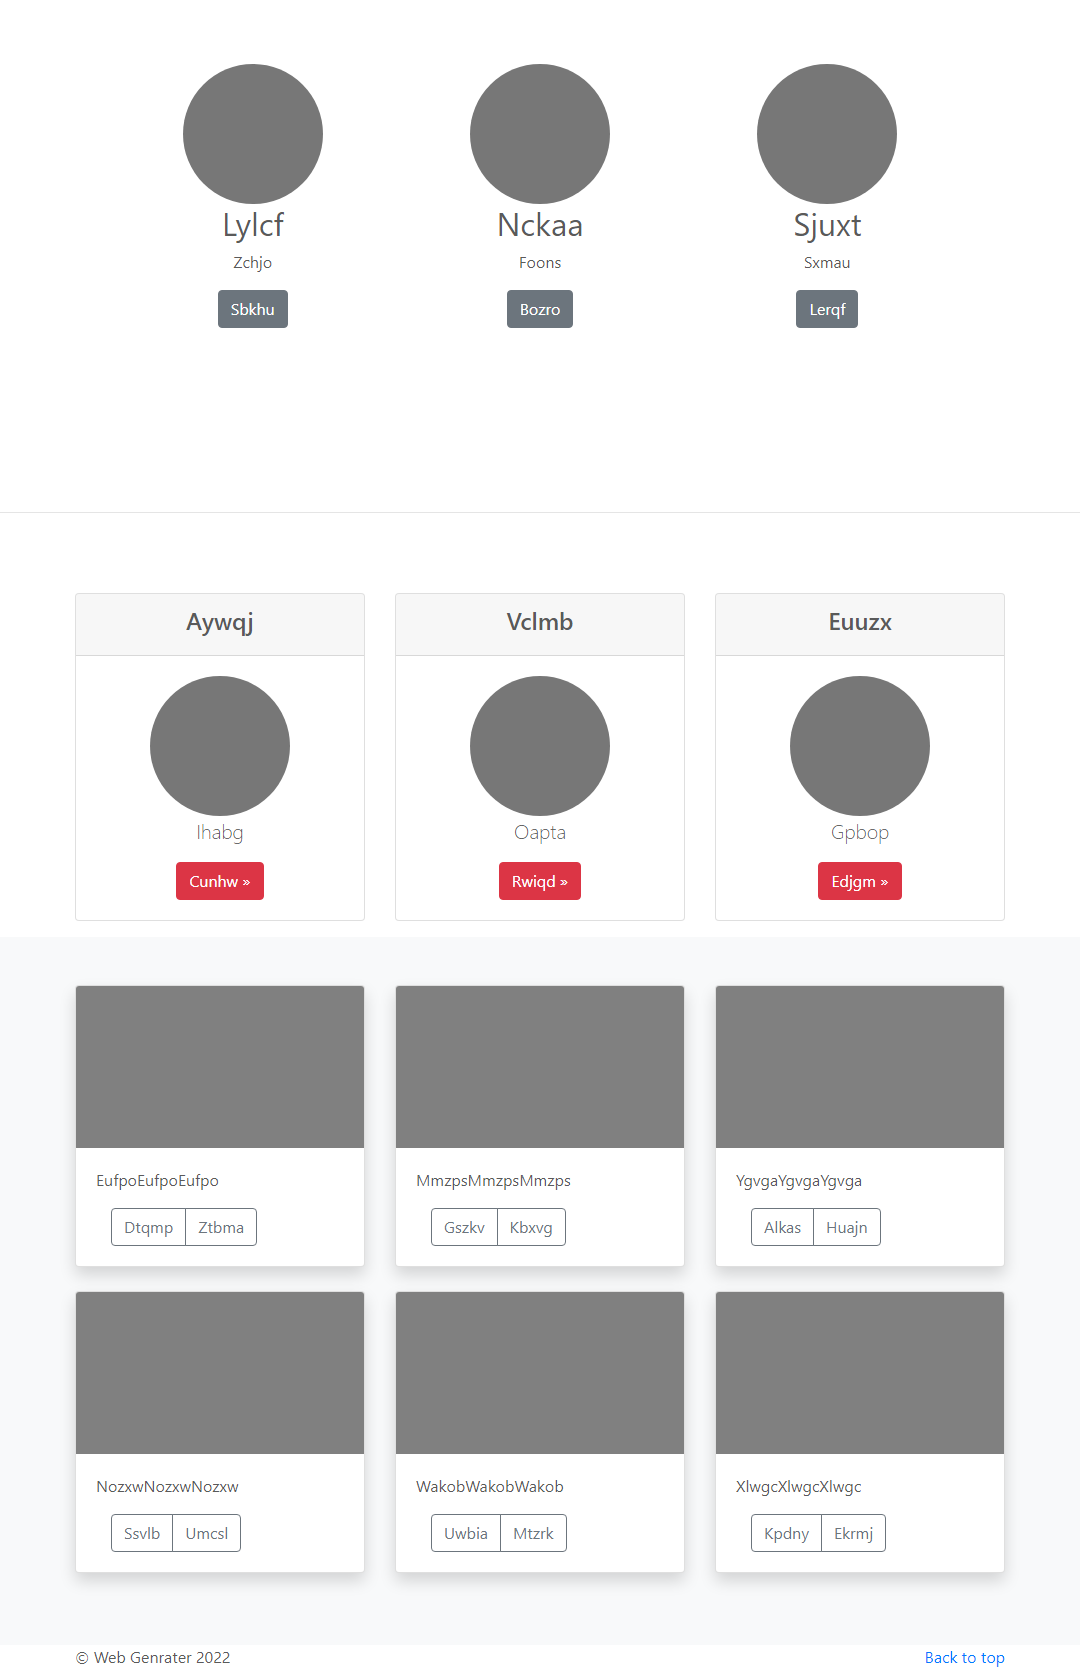 Lylcf
Nckaa
Sjuxt
Zchjo
Foons
Sxmau
Sbkhu
Bozro
Lerqf
Aywqj
Vclmb
Euuzx
Ihabg
Oapta
Gpbop
Cunhw »
Rwiqd »
Edjgm »
EufpoEufpoEufpo
MmzpsMmzpsMmzps
YgvgaYgvgaYgvga
Dtqmp Ztbma
Gszkv Kbxvg
Alkas Huajn
NozxwNozxwNozxw
WakobWakobWakob
XlwgcXlwgcXlwgc
Ssvlb Umcsl
Uwbia Mtzrk
Kpdny Ekrmj
© Web Genrater 2022
Back to top